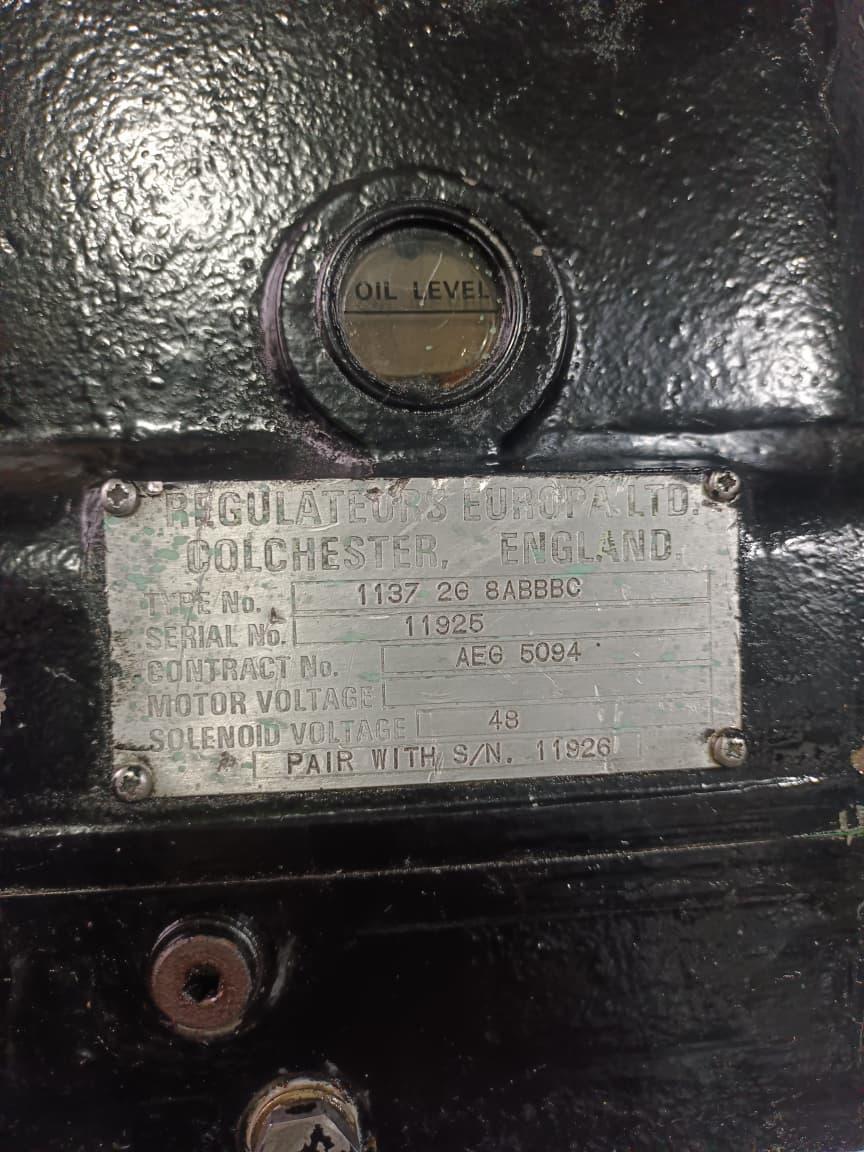 OIL LEVEL
REGULATEURS EUROPA LTD.
COLCHESTER, ENGLAND.
TYPE No. 1137 2G 8ABBBC
SERIAL No. 11925
CONTRACT No. AEG 5094
MOTOR VOLTAGE
SOLENOID VOLTAGE 48
PAIR WITH S/N. 11926